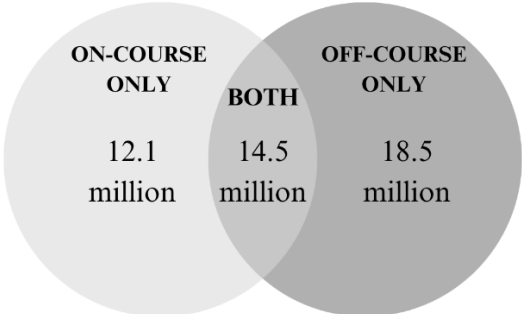 ON-COURSE
ONLY
12.1
million
BOTH
14.5
million
OFF-COURSE
ONLY
18.5
million